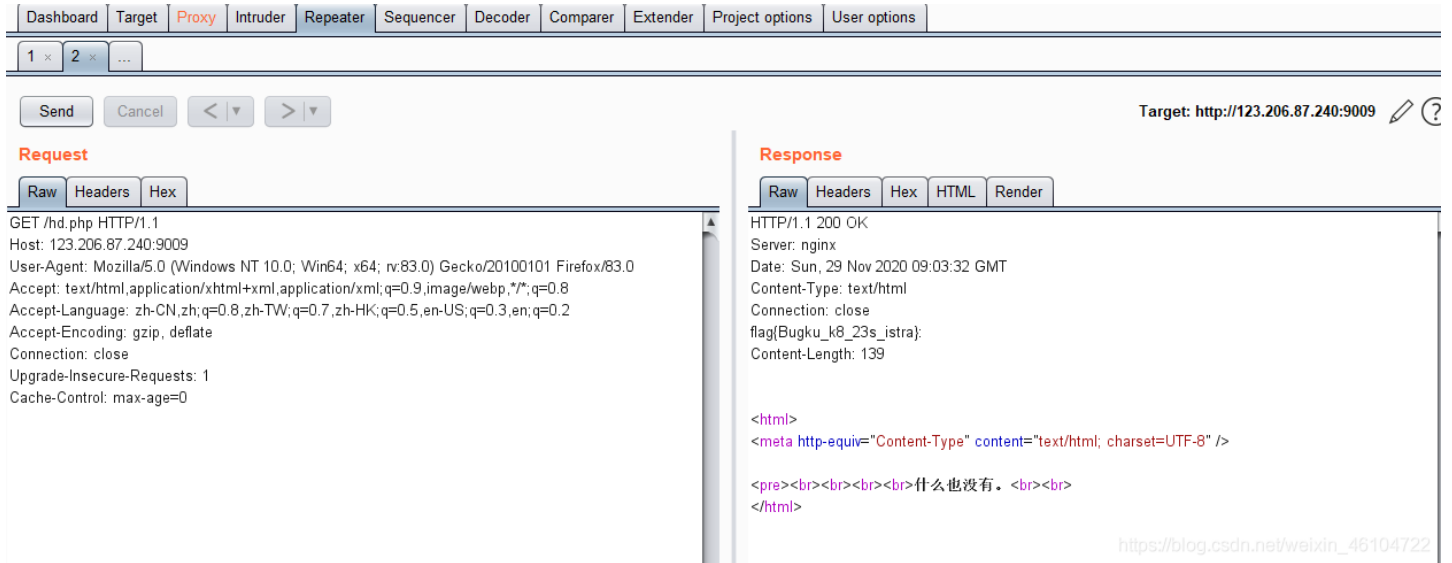 Dashboard Target Proxy Intruder Repeater Sequencer Decoder Comparer Extender Project options User options
1 × 2 × ...
Send Cancel < ▼ > ▼ Target: http://123.206.87.240:9009 ?
Request
Raw Headers Hex
GET /hd.php HTTP/1.1
Host: 123.206.87.240:9009
User-Agent: Mozilla/5.0 (Windows NT 10.0; Win64; x64; rv:83.0) Gecko/20100101 Firefox/83.0
Accept: text/html,application/xhtml+xml,application/xml;q=0.9,image/webp,*/*;q=0.8
Accept-Language: zh-CN,zh;q=0.8,zh-TW;q=0.7,zh-HK;q=0.5,en-US;q=0.3,en;q=0.2
Accept-Encoding: gzip, deflate
Connection: close
Upgrade-Insecure-Requests: 1
Cache-Control: max-age=0
Response
Raw Headers Hex HTML Render
HTTP/1.1 200 OK
Server: nginx
Date: Sun, 29 Nov 2020 09:03:32 GMT
Content-Type: text/html
Connection: close
flag{Bugku_k8_23s_istra}:
Content-Length: 139
<html>
<meta http-equiv="Content-Type" content="text/html; charset=UTF-8" />
<pre><br><br><br><br>什么也没有。<br><br>
</html>
https://blog.csdn.net/weixin_46104722